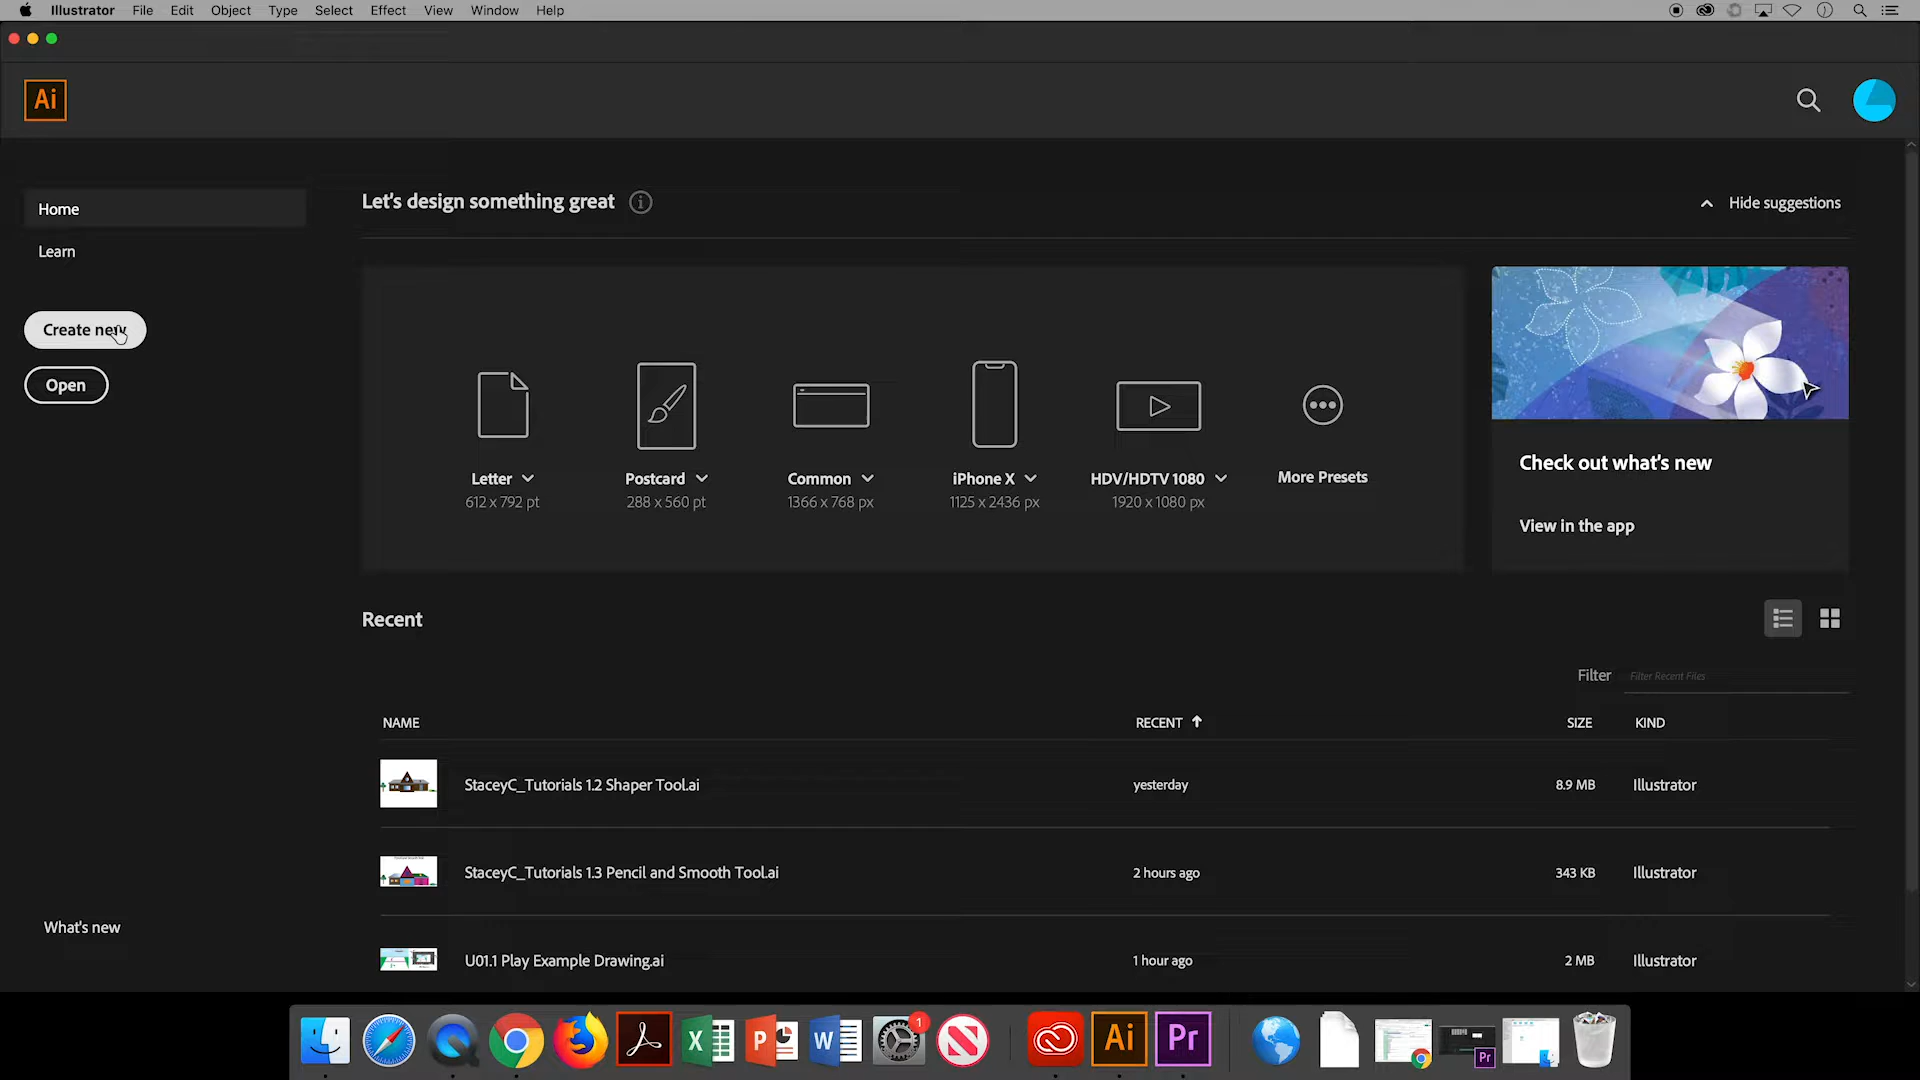 Illustrator File Edit Object Type Select Effect View Window Help
Ai
Home
Learn
Create new
Open
What's new
Let's design something great
Hide suggestions
Letter Postcard Common iPhone X HDV/HDTV 1080 More Presets
612 x 792 pt 288 x 560 pt 1366 x 768 px 1125 x 2436 px 1920 x 1080 px
Check out what's new
View in the app
Recent
Filter Filter Recent Files
NAME RECENT SIZE KIND
StaceyC_Tutorials 1.2 Shaper Tool.ai yesterday 8.9 MB Illustrator
StaceyC_Tutorials 1.3 Pencil and Smooth Tool.ai 2 hours ago 343 KB Illustrator
U01.1 Play Example Drawing.ai 1 hour ago 2 MB Illustrator
X P W 1 N Ai Pr Pr